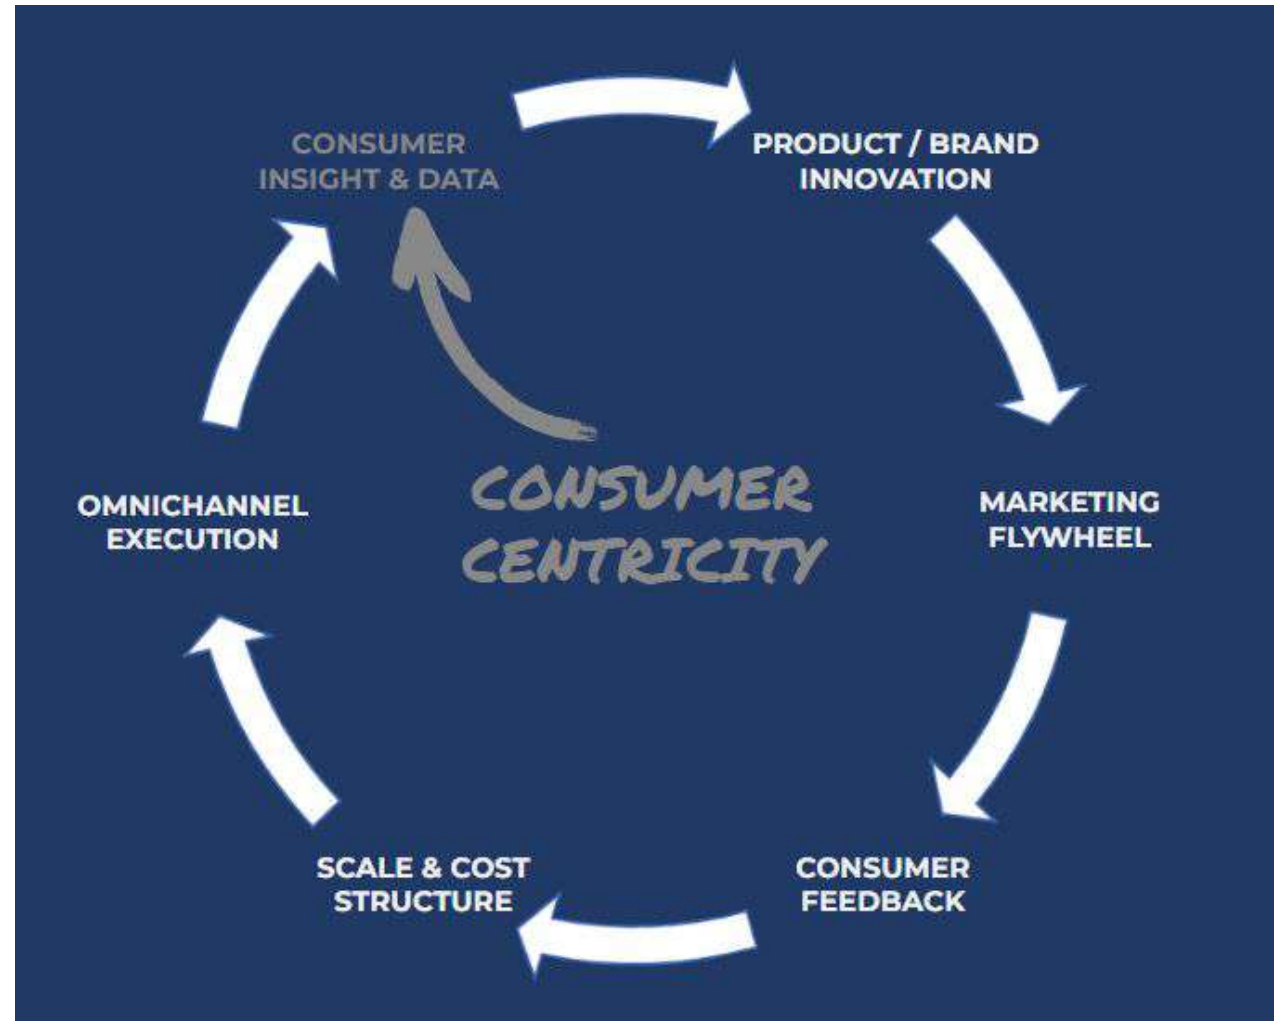 CONSUMER
INSIGHT & DATA
PRODUCT / BRAND
INNOVATION
MARKETING
FLYWHEEL
CONSUMER
FEEDBACK
SCALE & COST
STRUCTURE
OMNICHANNEL
EXECUTION
CONSUMER
CENTRICITY